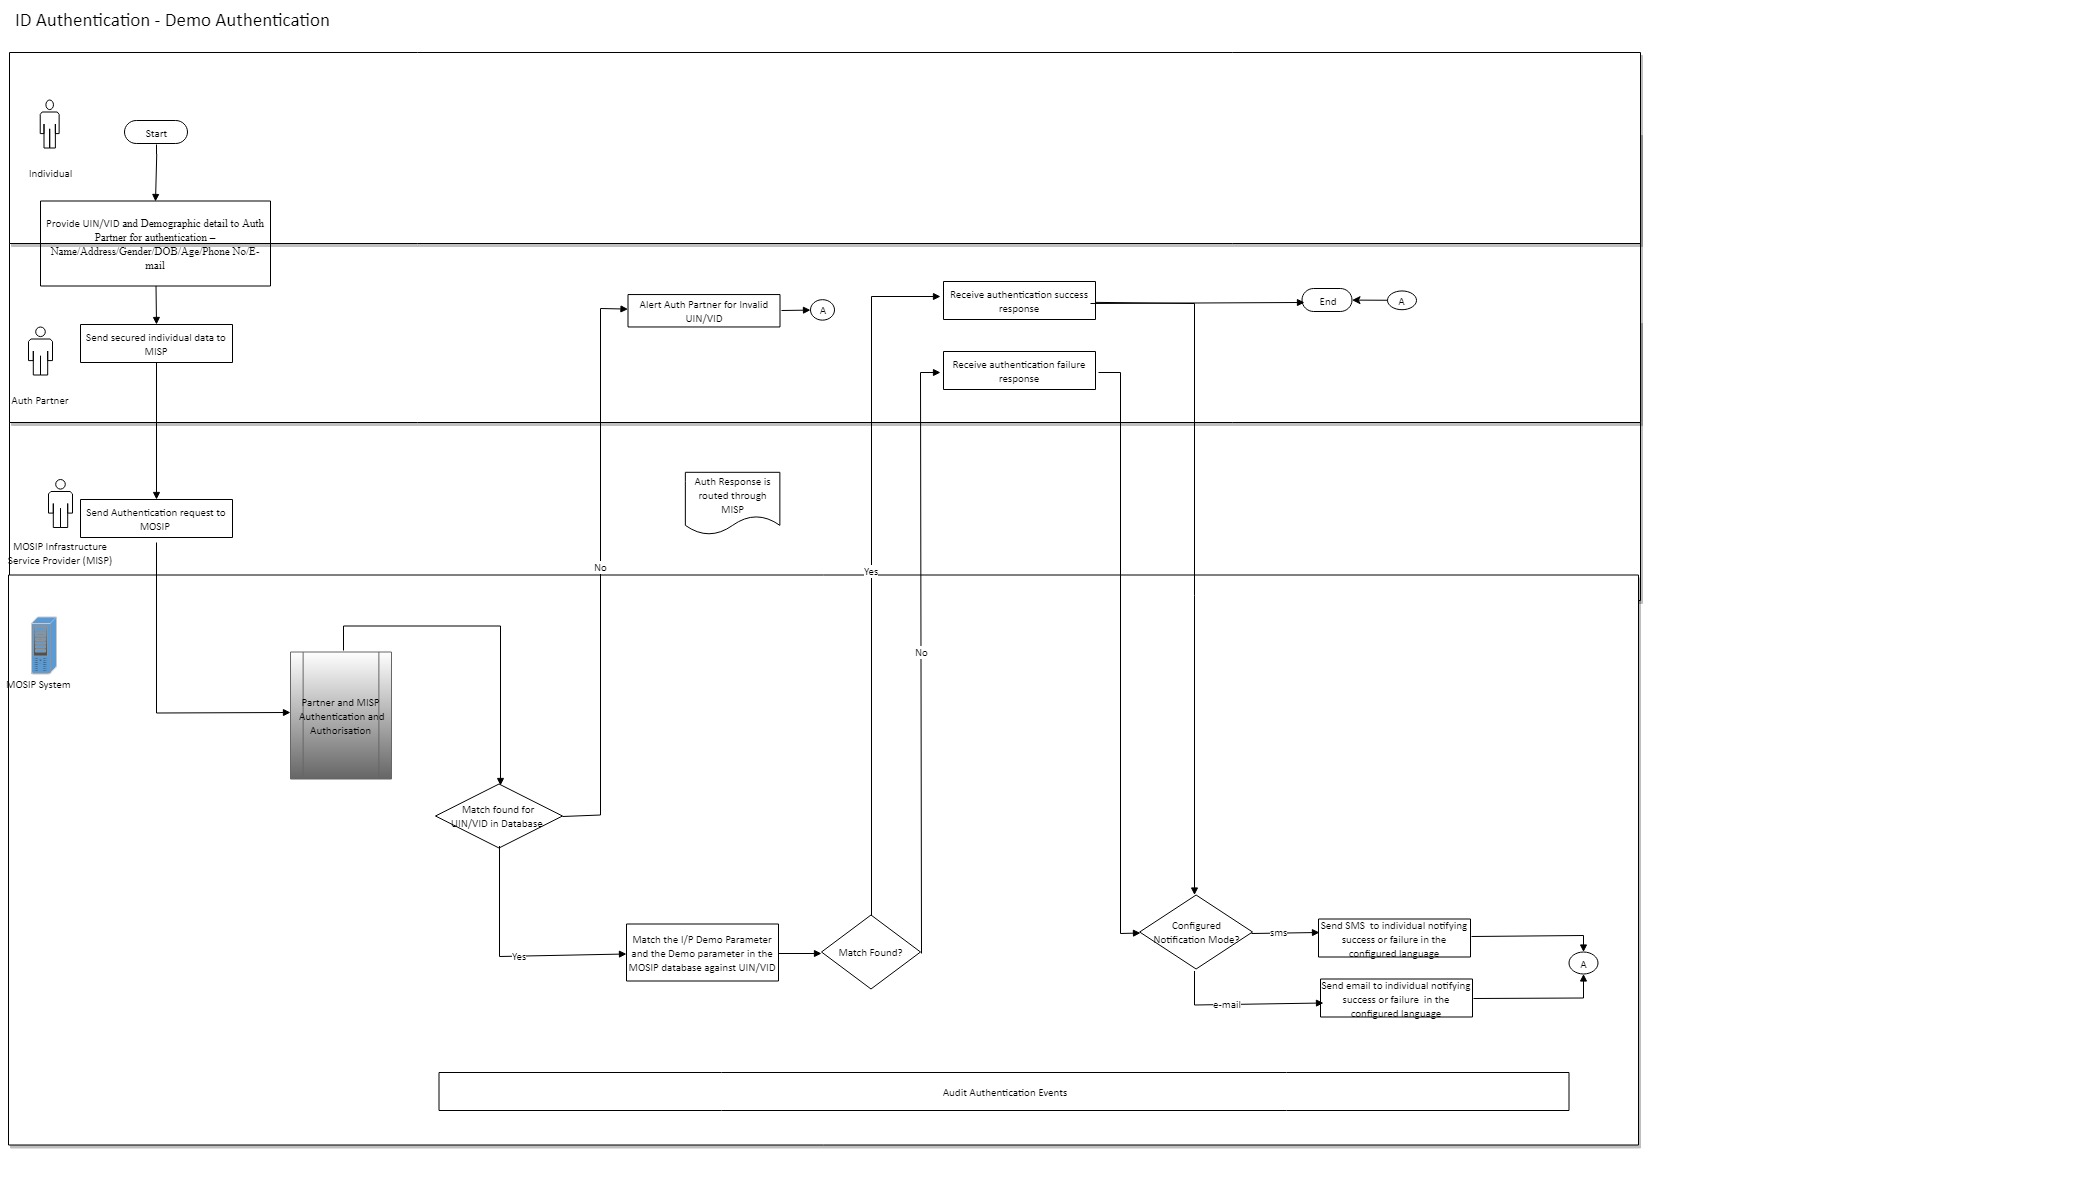 ID Authentication - Demo Authentication
Start
Individual
Provide UIN/VID and Demographic detail to Auth
Partner for authentication –
Name/Address/Gender/DOB/Age/Phone No/E-
mail
Alert Auth Partner for Invalid
UIN/VID
A
Receive authentication success
response
End
A
Send secured individual data to
MISP
Receive authentication failure
response
Auth Partner
Auth Response is
routed through
MISP
Send Authentication request to
MOSIP
MOSIP Infrastructure
Service Provider (MISP)
No
Yes
No
MOSIP System
Partner and MISP
Authentication and
Authorisation
Match found for
UIN/VID in Database
Yes
Match the I/P Demo Parameter
and the Demo parameter in the
MOSIP database against UIN/VID
Match Found?
Configured
Notification Mode?
sms
Send SMS  to individual notifying
success or failure in the
configured language
A
e-mail
Send email to individual notifying
success or failure  in the
configured language
Audit Authentication Events